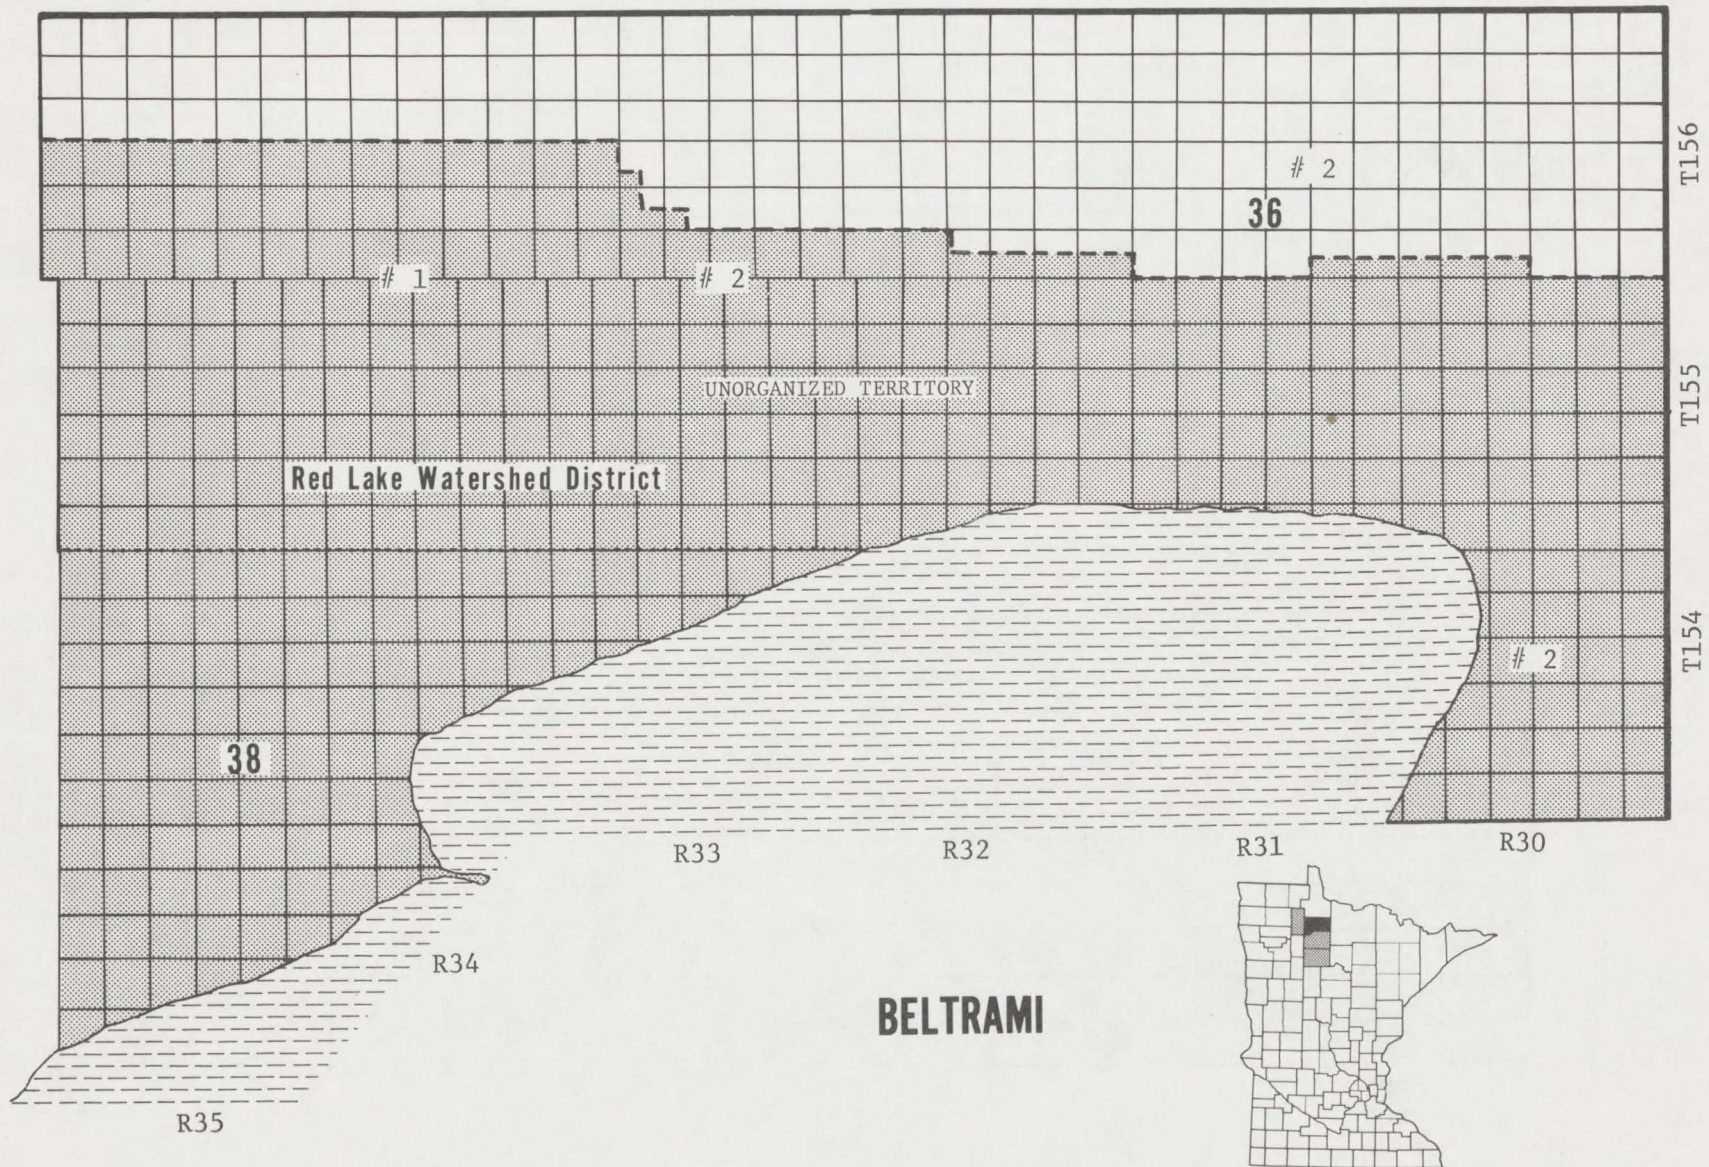 T156
# 2
36
# 1
# 2
UNORGANIZED TERRITORY
T155
Red Lake Watershed District
T154
# 2
38
R33
R32
R31
R30
R34
BELTRAMI
R35